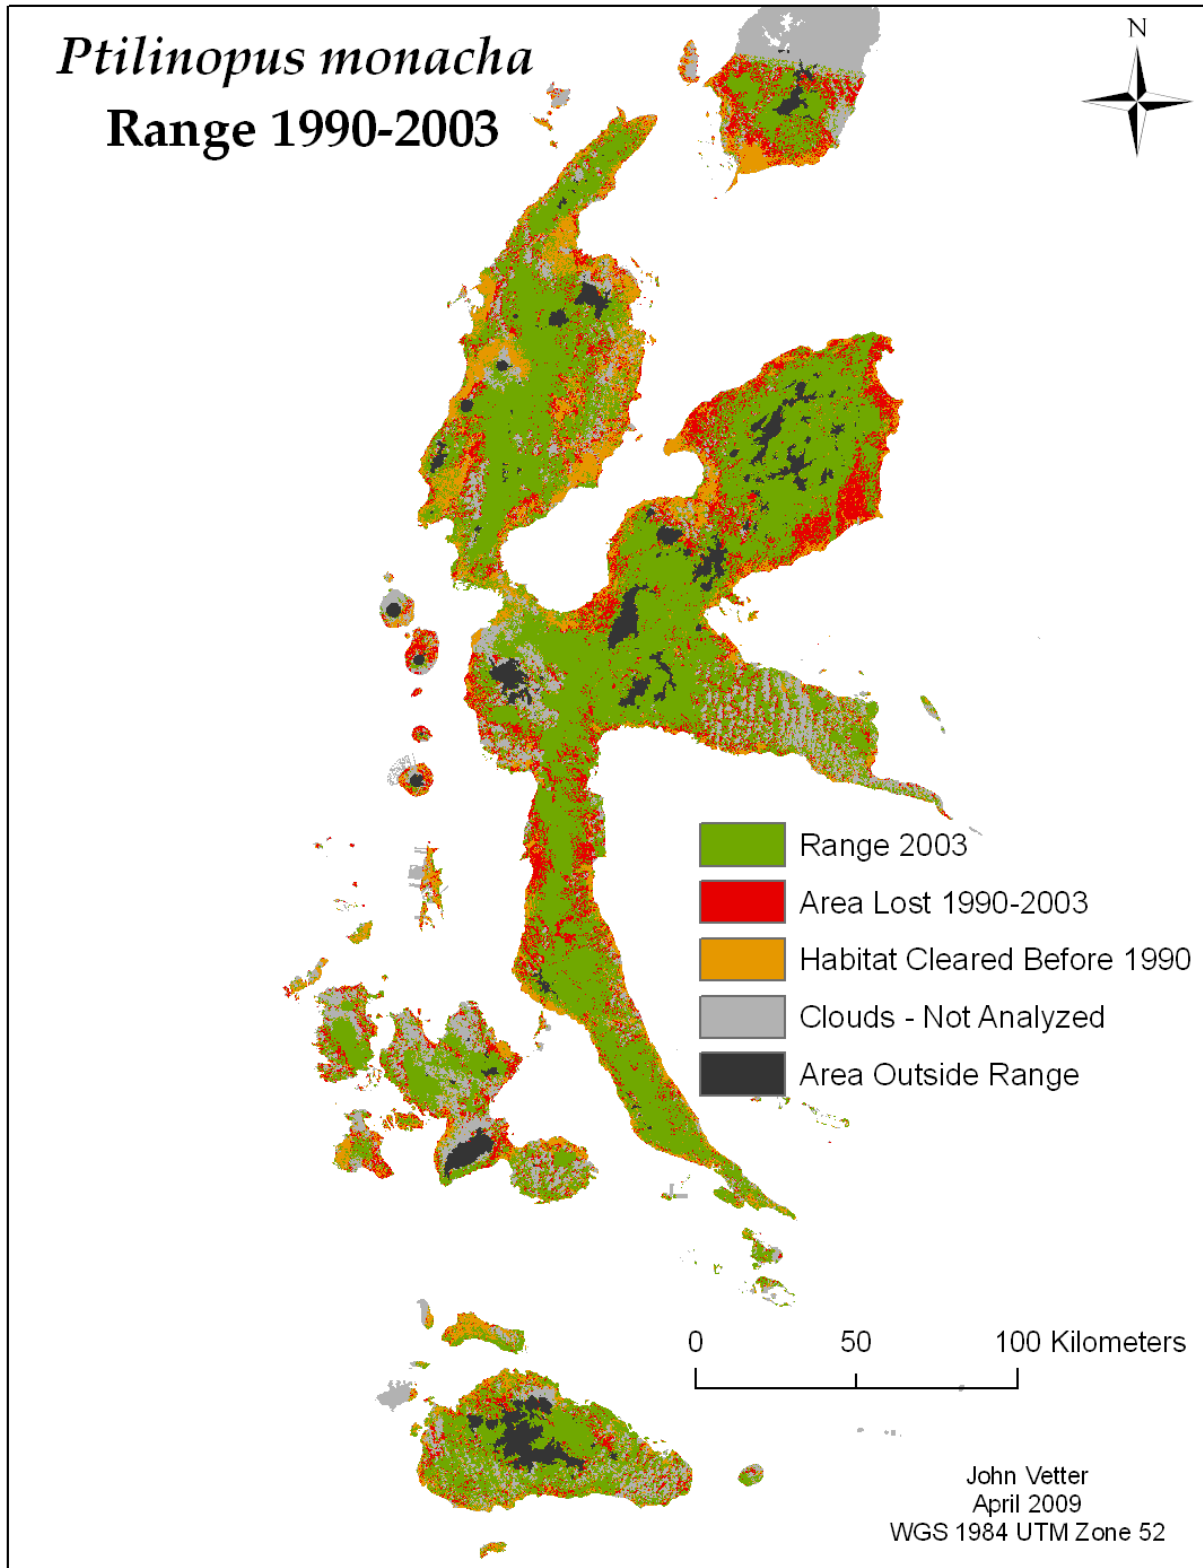 Ptilinopus monacha
Range 1990-2003
N
Range 2003
Area Lost 1990-2003
Habitat Cleared Before 1990
Clouds - Not Analyzed
Area Outside Range
0 50 100 Kilometers
John Vetter
April 2009
WGS 1984 UTM Zone 52